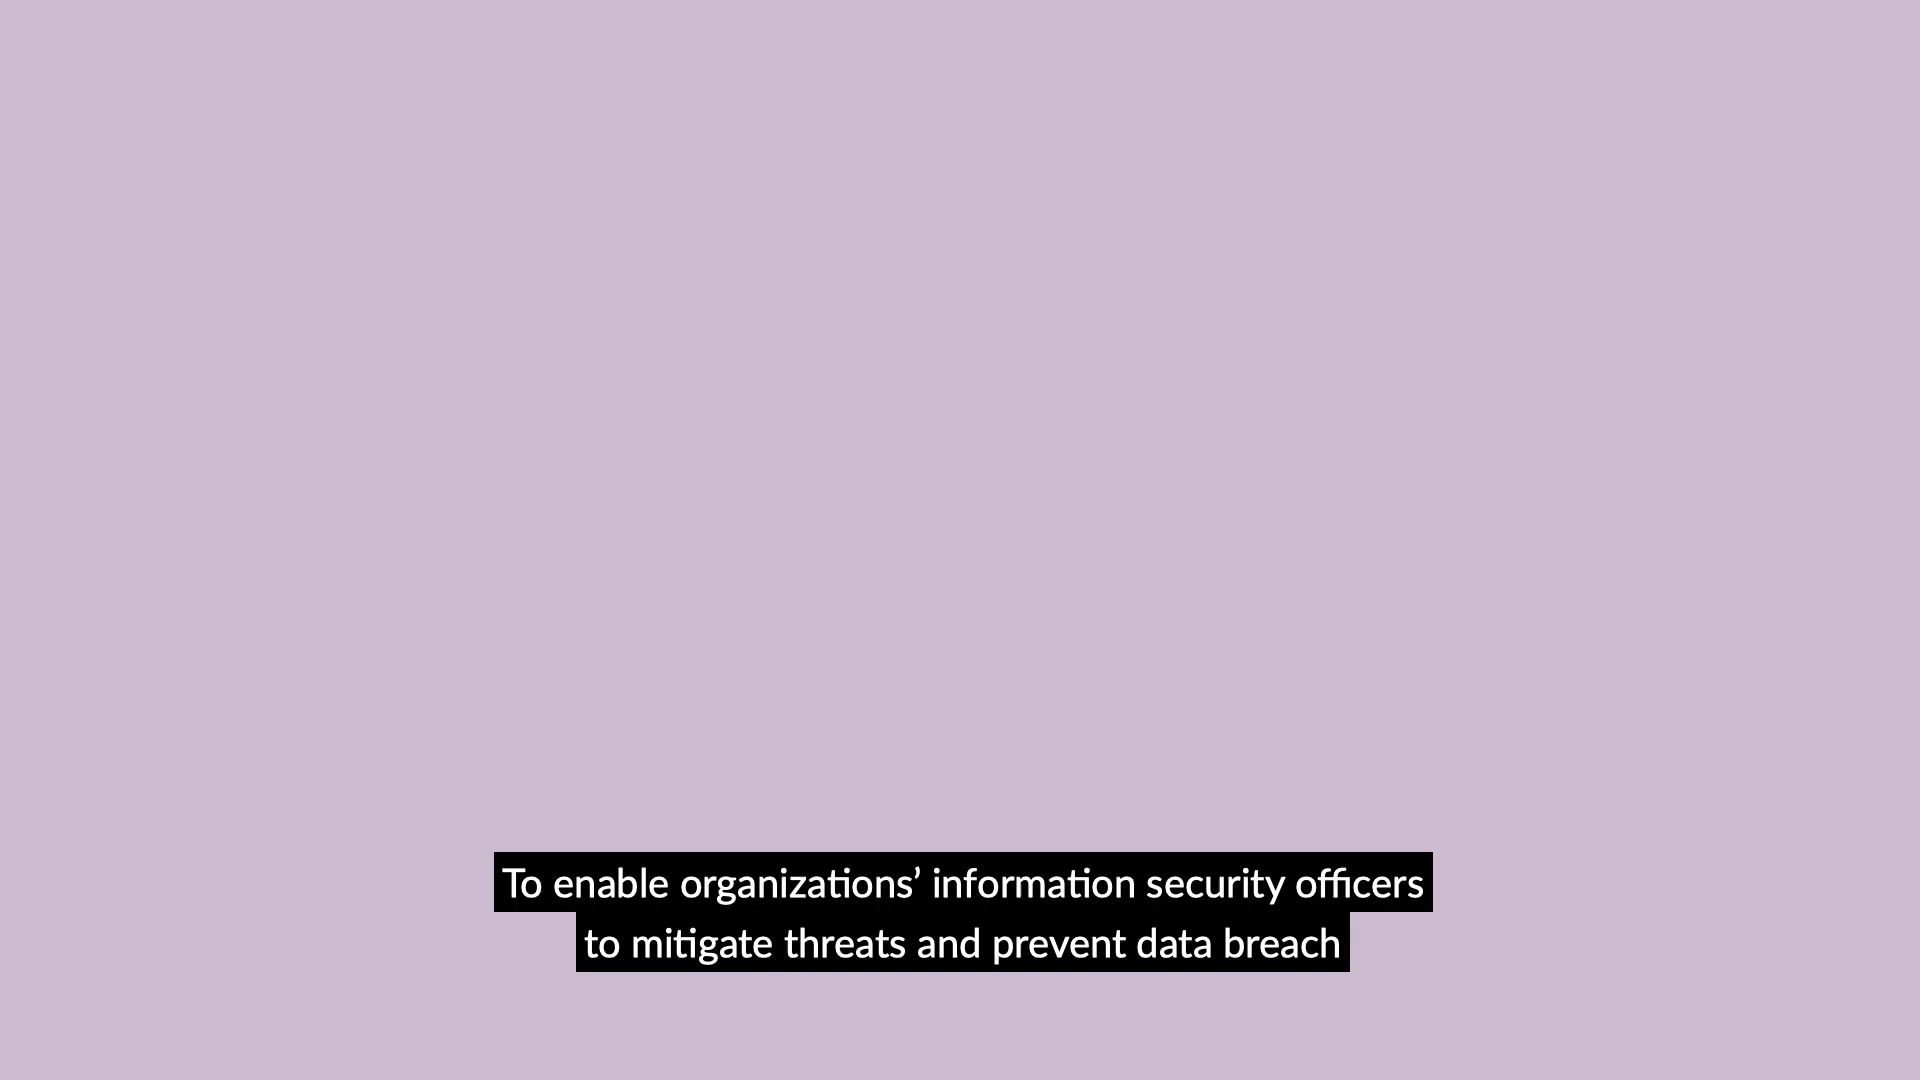 To enable organizations’ information security officers
to mitigate threats and prevent data breach